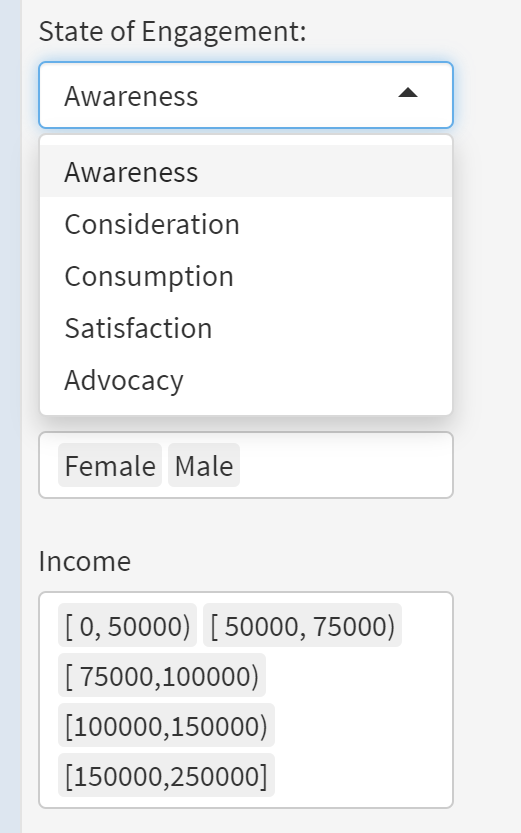 State of Engagement:
Awareness
Awareness
Consideration
Consumption
Satisfaction
Advocacy
Female Male
Income
[ 0, 50000) [ 50000, 75000)
[ 75000,100000)
[100000,150000)
[150000,250000]